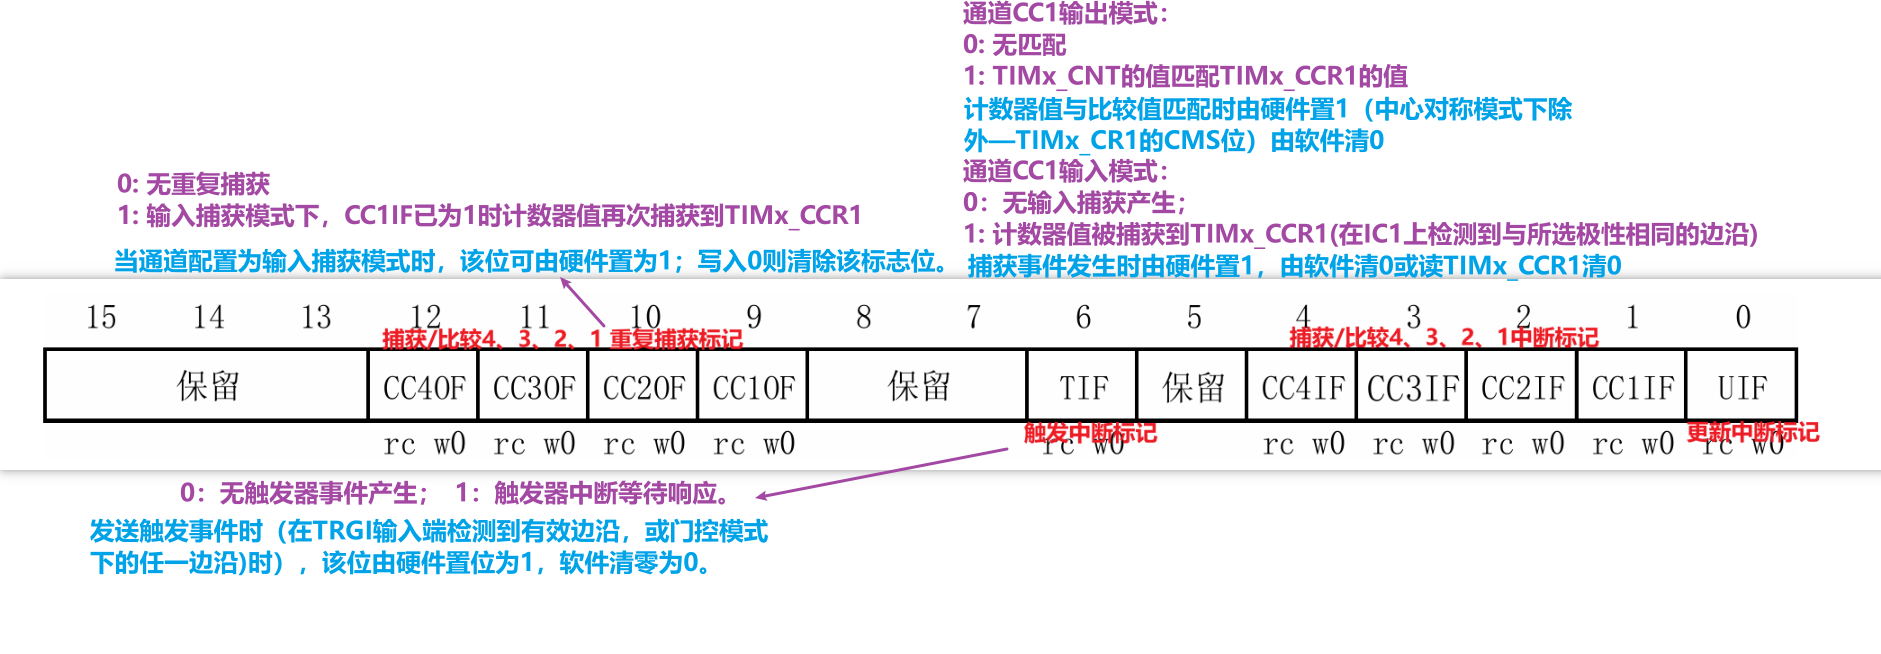 通道CC1输出模式：
0: 无匹配
1: TIMx_CNT的值匹配TIMx_CCR1的值
计数器值与比较值匹配时由硬件置1（中心对称模式下除
外—TIMx_CR1的CMS位）由软件清0
通道CC1输入模式：
0：无输入捕获产生；
1: 计数器值被捕获到TIMx_CCR1(在IC1上检测到与所选极性相同的边沿)
捕获事件发生时由硬件置1，由软件清0或读TIMx_CCR1清0
0: 无重复捕获
1: 输入捕获模式下，CC1IF已为1时计数器值再次捕获到TIMx_CCR1
当通道配置为输入捕获模式时，该位可由硬件置为1；写入0则清除该标志位。
15 14 13 12 11 10 9 8 7 6 5 4 3 2 1 0
捕获/比较4、3、2、1 重复捕获标记 捕获/比较4、3、2、1中断标记
保留 CC4OF CC3OF CC2OF CC1OF 保留 TIF 保留 CC4IF CC3IF CC2IF CC1IF UIF
触发中断标记 更新中断标记
rc w0 rc w0 rc w0 rc w0 rc w0 rc w0 rc w0 rc w0 rc w0 rc w0
0：无触发器事件产生； 1：触发器中断等待响应。
发送触发事件时（在TRGI输入端检测到有效边沿，或门控模式
下的任一边沿)时），该位由硬件置位为1，软件清零为0。